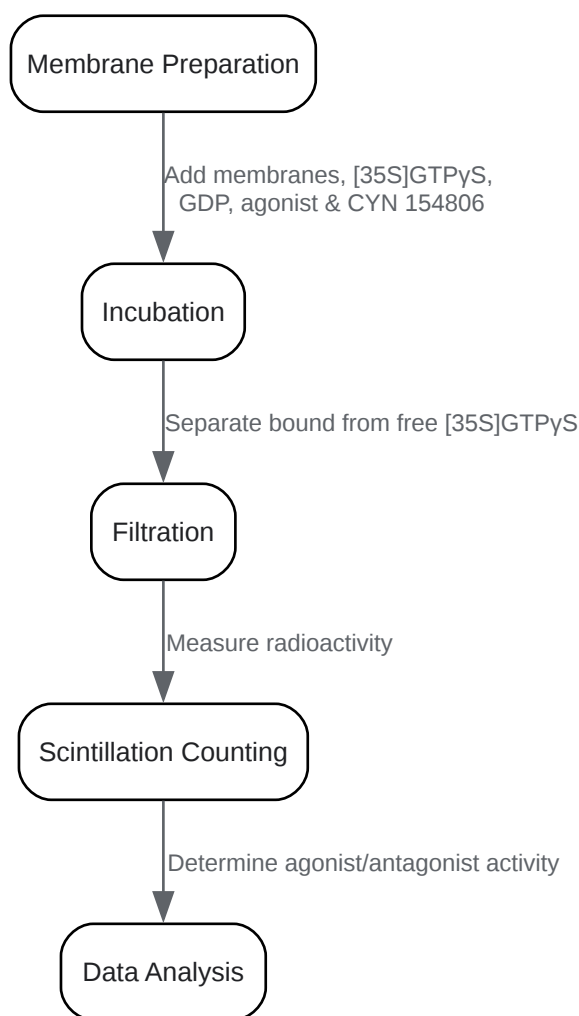 Membrane Preparation
Add membranes, [35S]GTPγS,
GDP, agonist & CYN 154806
Incubation
Separate bound from free [35S]GTPγS
Filtration
Measure radioactivity
Scintillation Counting
Determine agonist/antagonist activity
Data Analysis